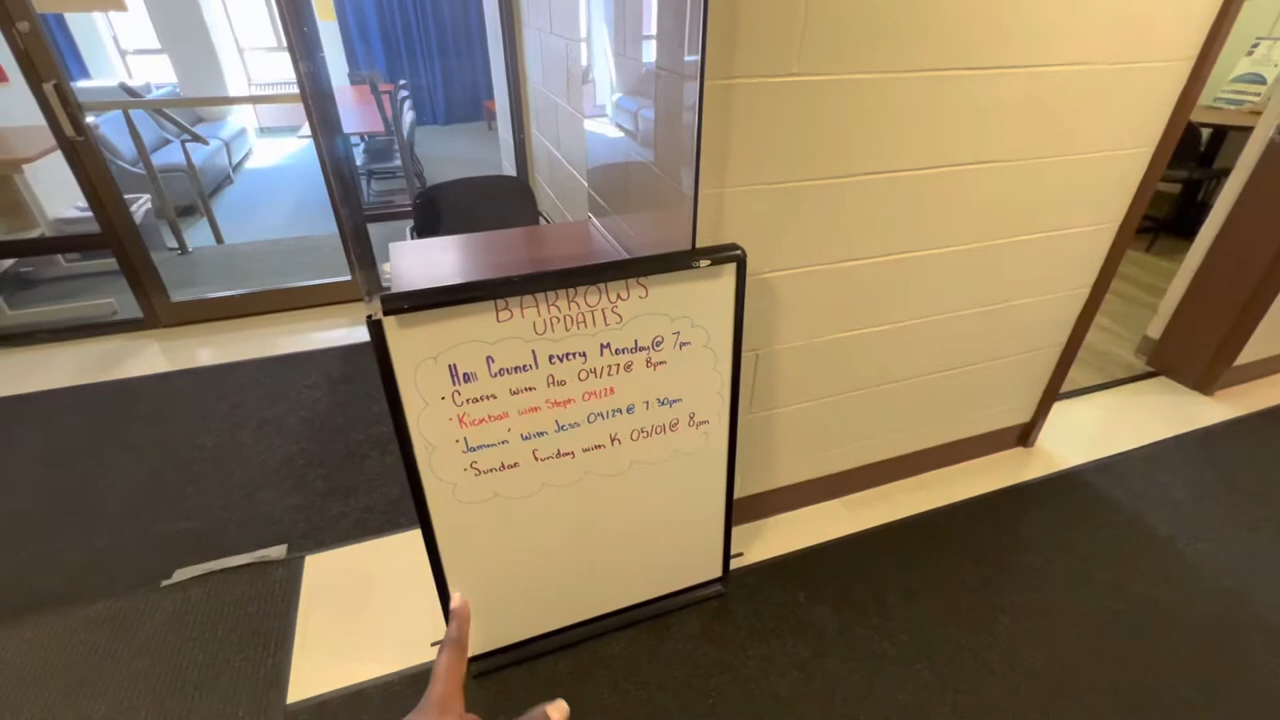 BARROWS
UPDATES
Hall Council every Monday@ 7pm
• Crafts with Alo 04/27@ 8pm
• Kickball with Steph 04/28
• "Jammin" with Jess 04/29@ 7:30pm
• Sundae Funday with K 05/01@ 8pm